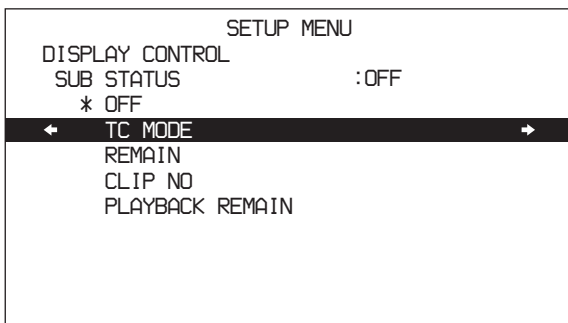 SETUP MENU
DISPLAY CONTROL
SUB STATUS :OFF
* OFF
← TC MODE →
REMAIN
CLIP NO
PLAYBACK REMAIN